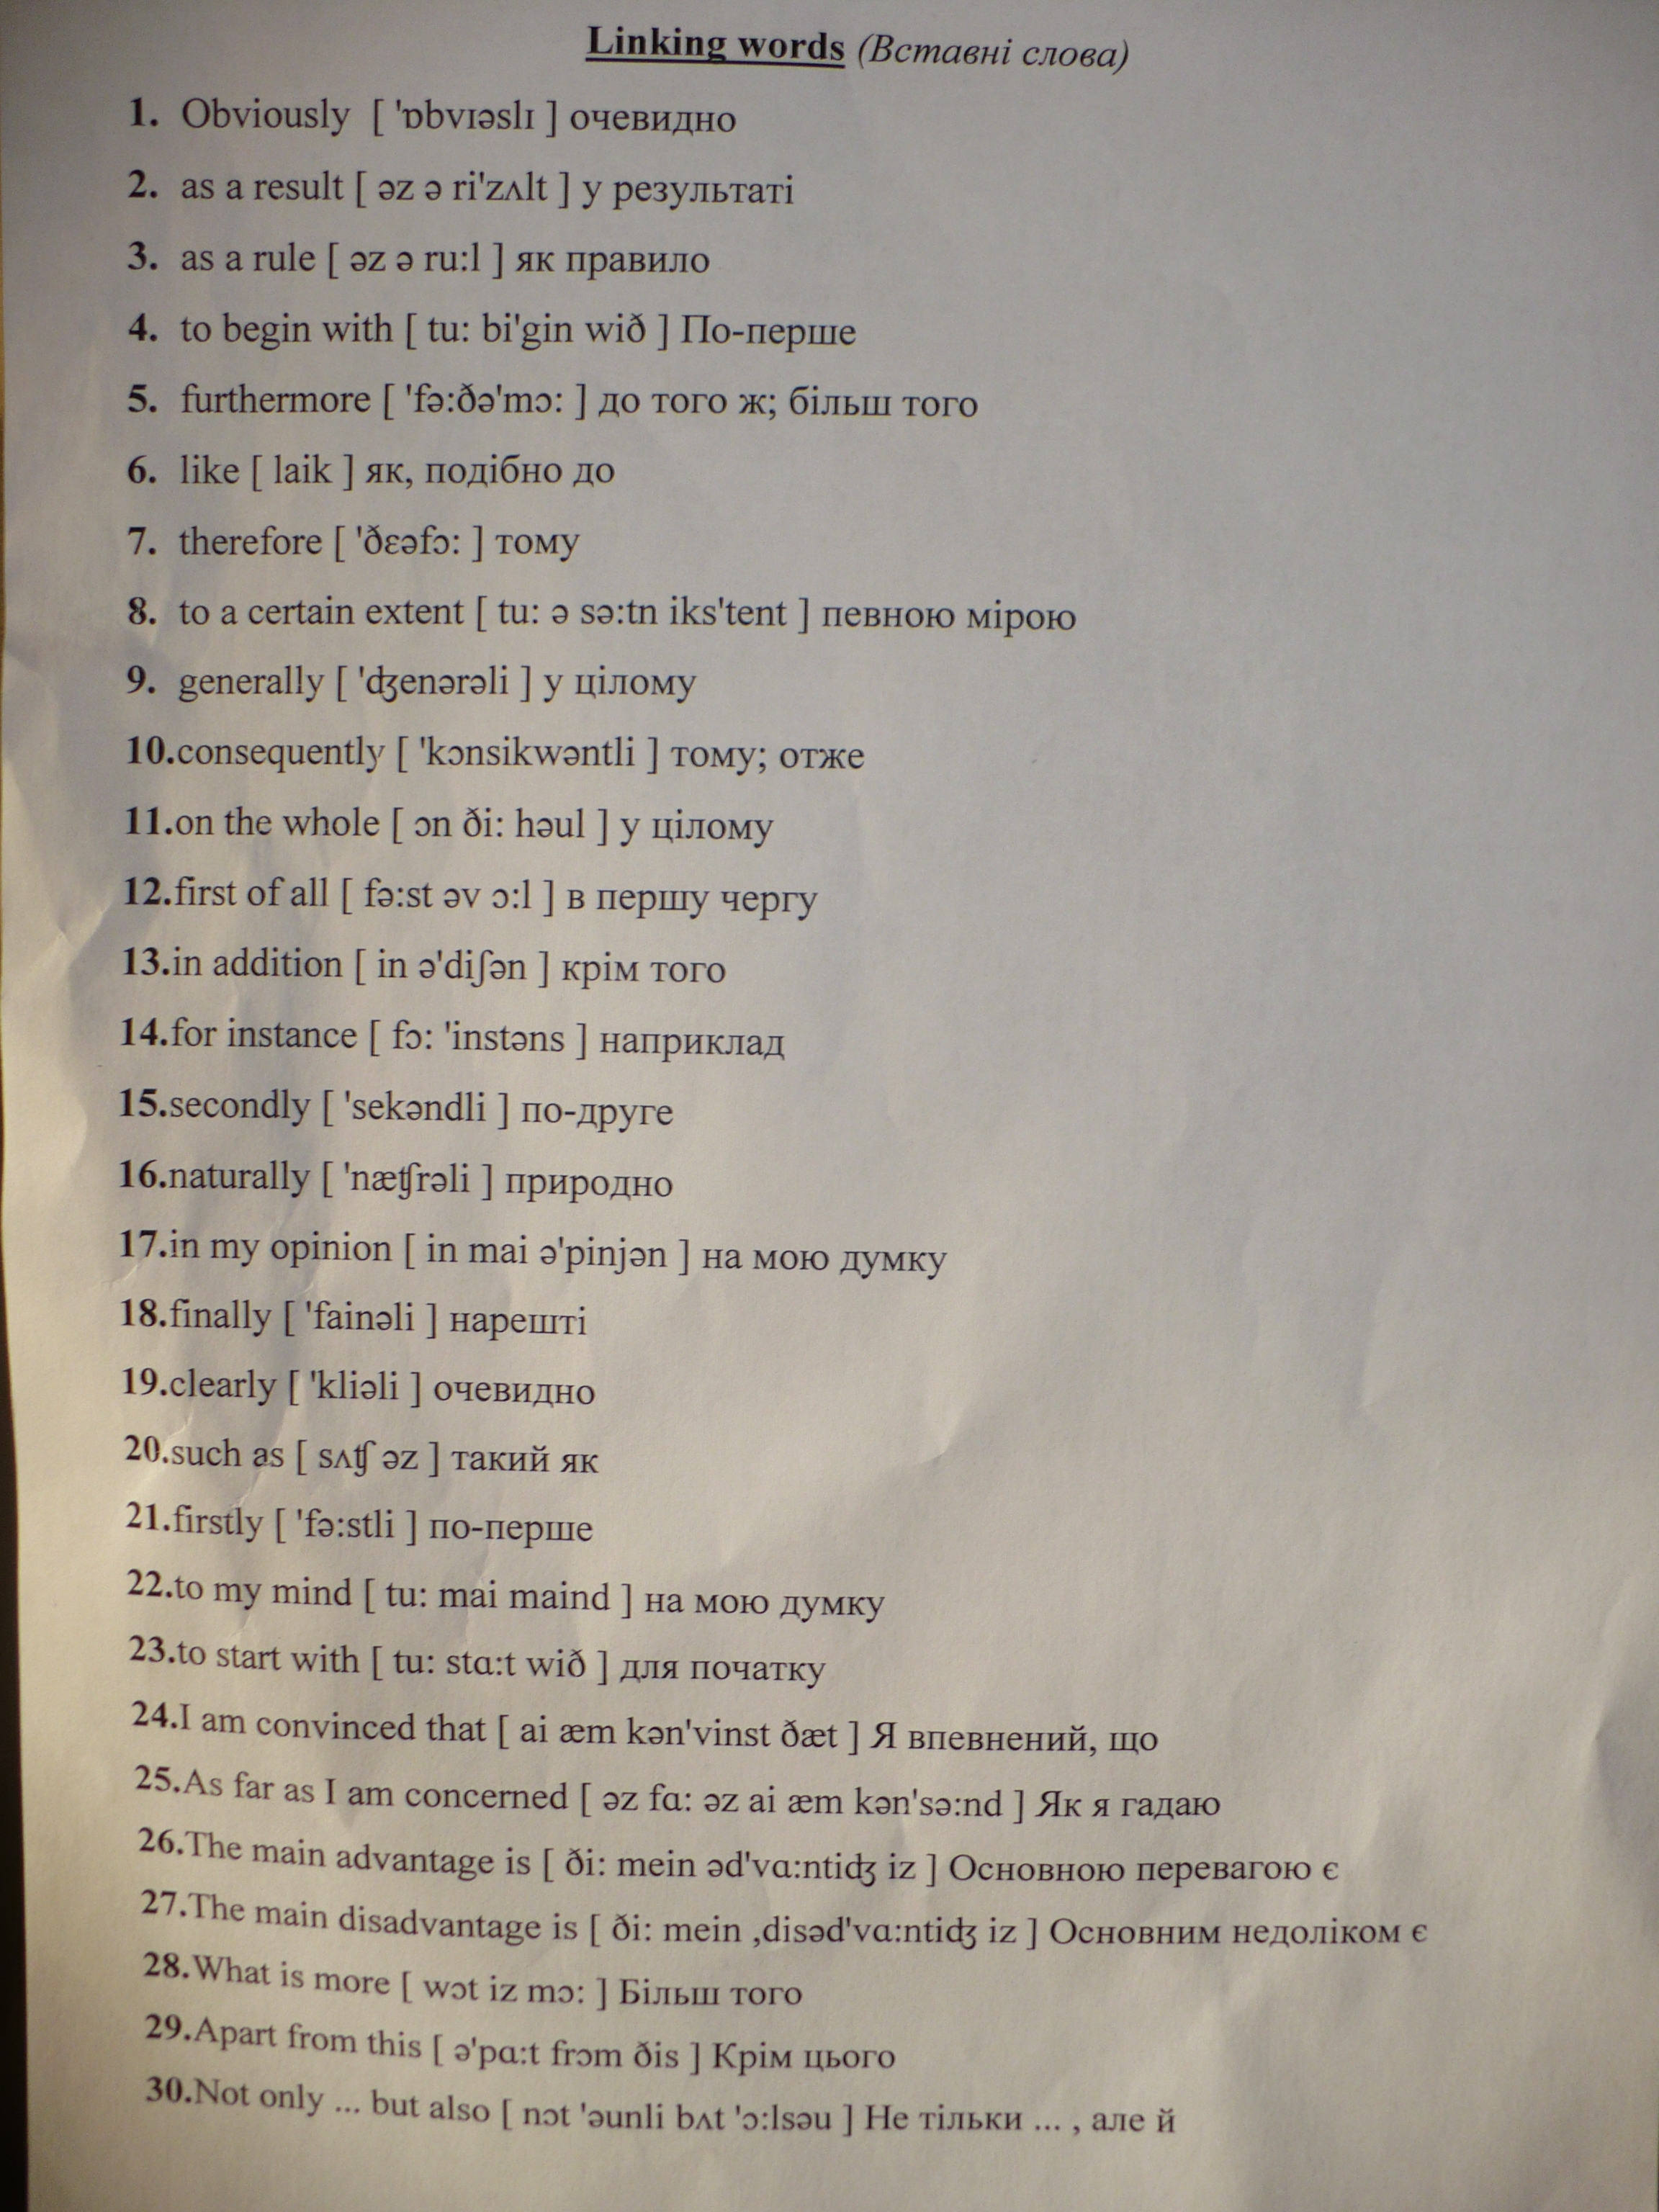 Linking words (Вставні слова)
1. Obviously [ 'ɒbvɪəslɪ ] очевидно
2. as a result [ əz ə ri'zʌlt ] у результаті
3. as a rule [ əz ə ru:l ] як правило
4. to begin with [ tu: bi'gin wið ] По-перше
5. furthermore [ 'fə:ðə'mɔ: ] до того ж; більш того
6. like [ laik ] як, подібно до
7. therefore [ 'ðɛəfɔ: ] тому
8. to a certain extent [ tu: ə sə:tn iks'tent ] певною мірою
9. generally [ 'ʤenərəli ] у цілому
10.consequently [ 'kɔnsikwəntli ] тому; отже
11.on the whole [ ɔn ði: həul ] у цілому
12.first of all [ fə:st əv ɔ:l ] в першу чергу
13.in addition [ in ə'diʃən ] крім того
14.for instance [ fɔ: 'instəns ] наприклад
15.secondly [ 'sekəndli ] по-друге
16.naturally [ 'næʧrəli ] природно
17.in my opinion [ in mai ə'pinjən ] на мою думку
18.finally [ 'fainəli ] нарешті
19.clearly [ 'kliəli ] очевидно
20.such as [ sʌʧ əz ] такий як
21.firstly [ 'fə:stli ] по-перше
22.to my mind [ tu: mai maind ] на мою думку
23.to start with [ tu: stɑ:t wið ] для початку
24.I am convinced that [ ai æm kən'vinst ðæt ] Я впевнений, що
25.As far as I am concerned [ əz fɑ: əz ai æm kən'sə:nd ] Як я гадаю
26.The main advantage is [ ði: mein əd'vɑ:ntiʤ iz ] Основною перевагою є
27.The main disadvantage is [ ði: mein ,disəd'vɑ:ntiʤ iz ] Основним недоліком є
28.What is more [ wɔt iz mɔ: ] Більш того
29.Apart from this [ ə'pɑ:t frɔm ðis ] Крім цього
30.Not only ... but also [ nɔt 'əunli bʌt 'ɔ:lsəu ] Не тільки ... , але й